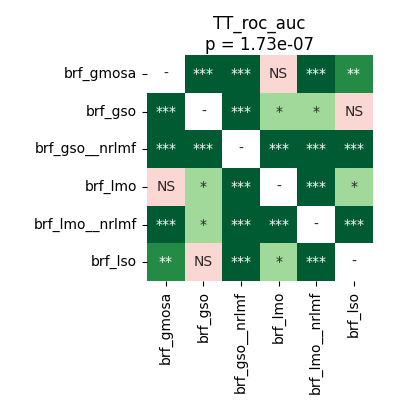 TT_roc_auc
p = 1.73e-07
brf_gmosa - *** *** NS *** **
brf_gso *** - *** * * NS
brf_gso__nrlmf *** *** - *** *** ***
brf_lmo NS * *** - *** *
brf_lmo__nrlmf *** * *** *** - ***
brf_lso ** NS *** * *** -
brf_gmosa
brf_gso
brf_gso__nrlmf
brf_lmo
brf_lmo__nrlmf
brf_lso